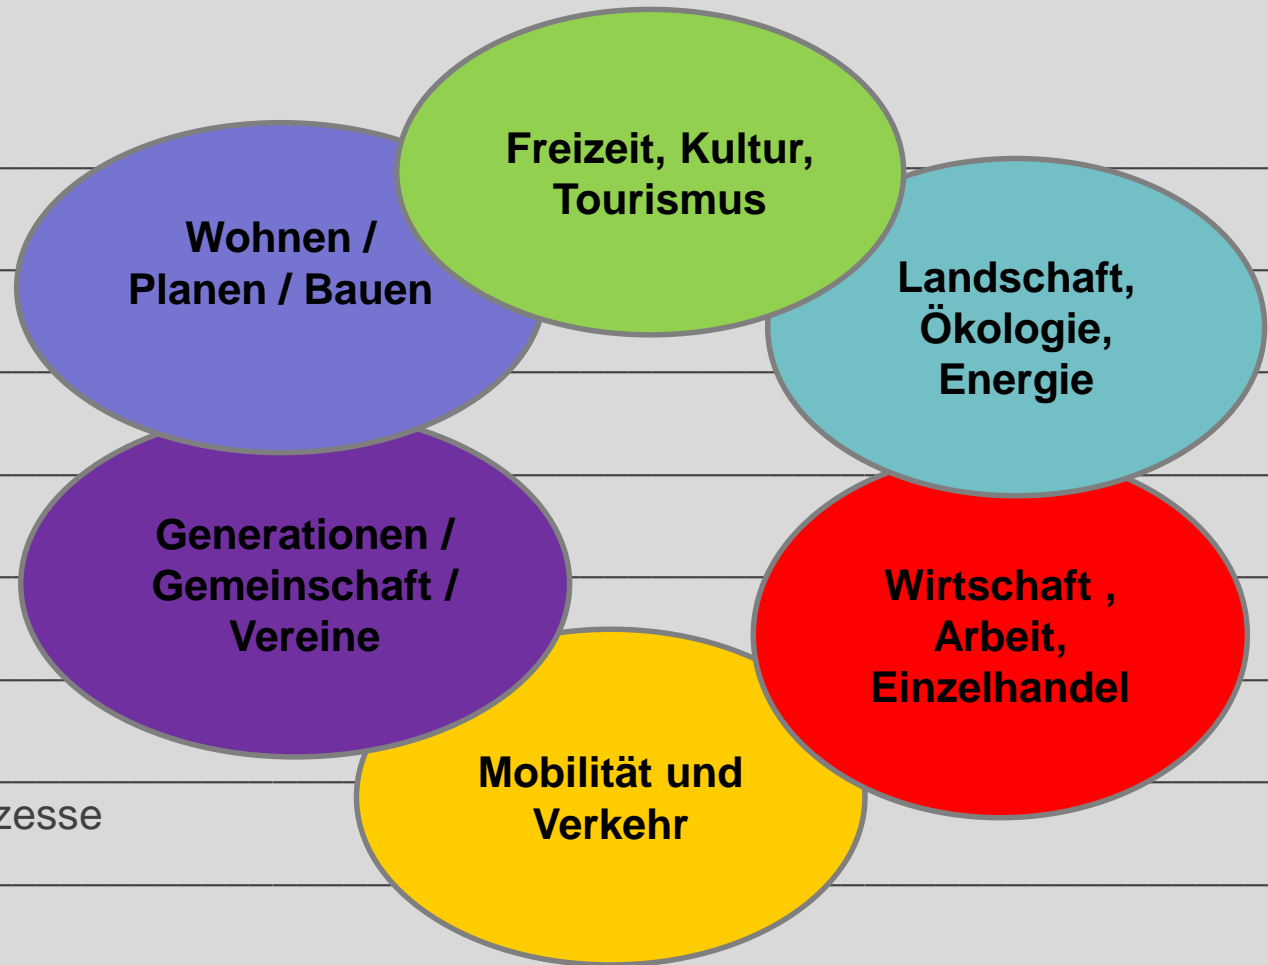 Freizeit, Kultur,
Tourismus
Wohnen /
Planen / Bauen
Landschaft,
Ökologie,
Energie
Generationen /
Gemeinschaft /
Vereine
Wirtschaft ,
Arbeit,
Einzelhandel
Mobilität und
Verkehr
zesse